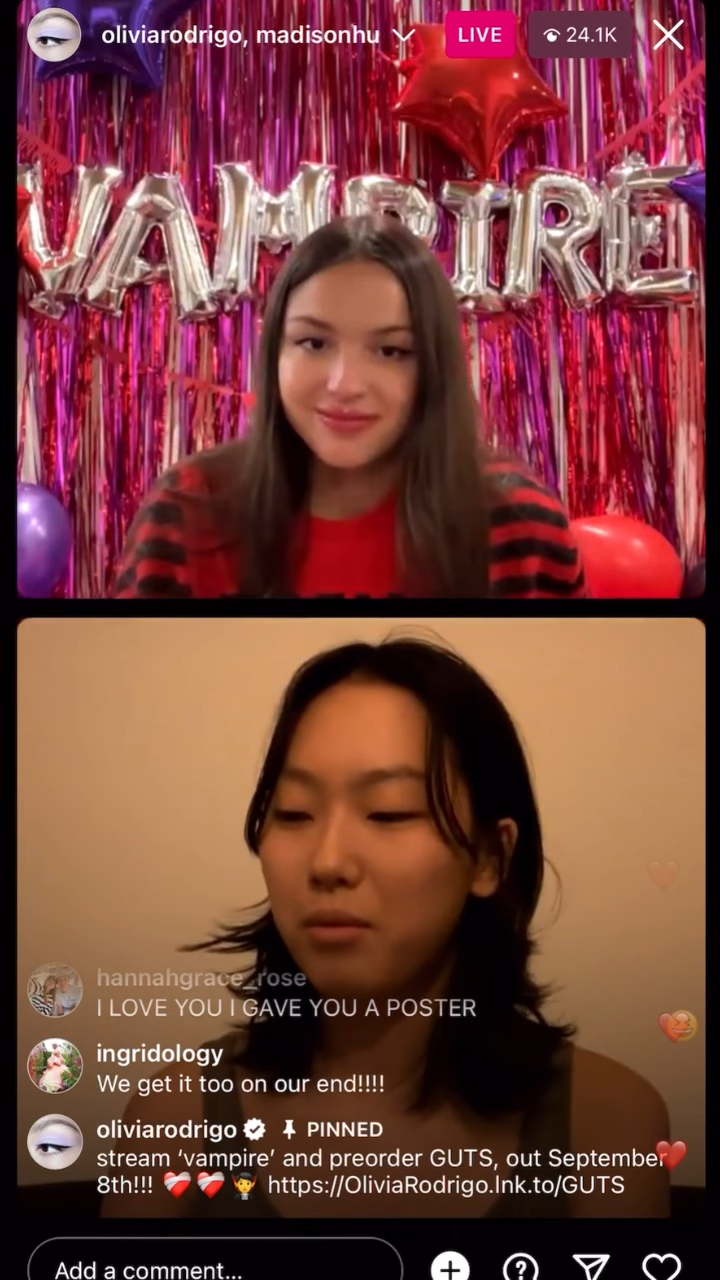 oliviarodrigo, madisonhu
LIVE
24.1K
VAMPIRE
hannahgrace_rose
I LOVE YOU I GAVE YOU A POSTER
ingridology
We get it too on our end!!!!
oliviarodrigo PINNED
stream ‘vampire’ and preorder GUTS, out September
8th!!! ❤️‍🩹❤️‍🩹🧛 https://OliviaRodrigo.lnk.to/GUTS
Add a comment...